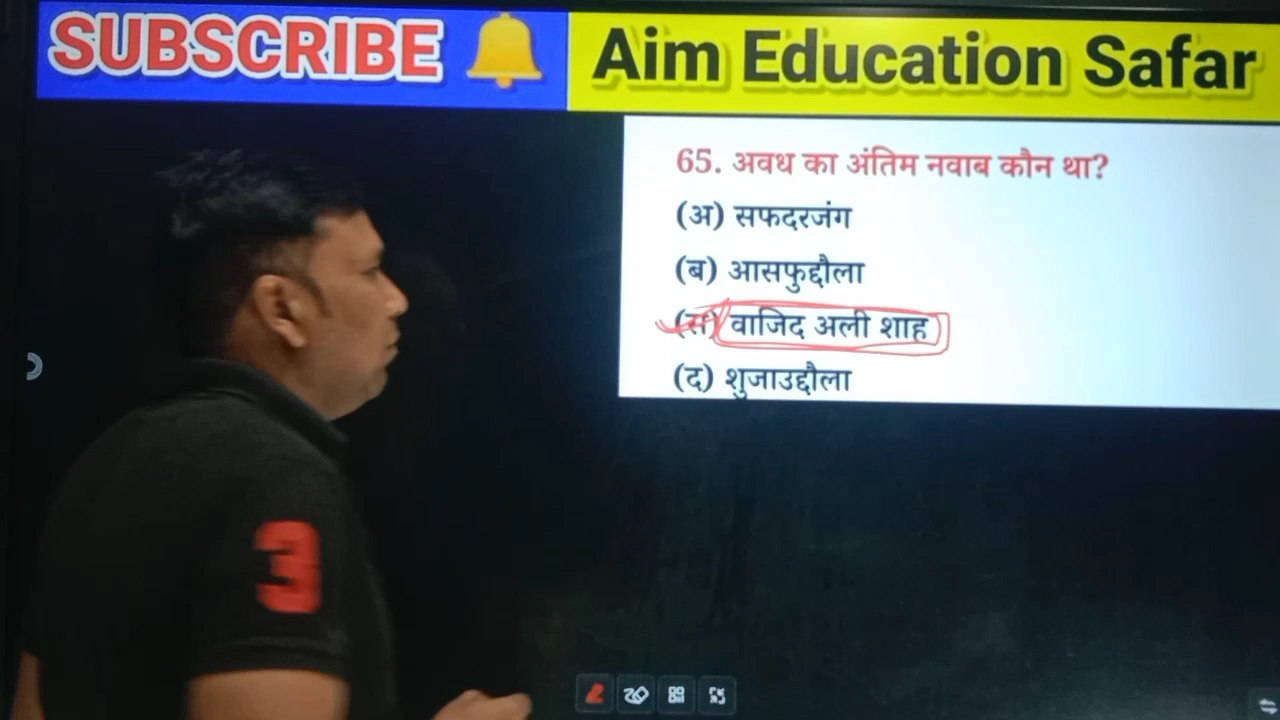 SUBSCRIBE
Aim Education Safar
65. अवध का अंतिम नवाब कौन था?
(अ) सफदरजंग
(ब) आसफुद्दौला
(स) वाजिद अली शाह
(द) शुजाउद्दौला
3